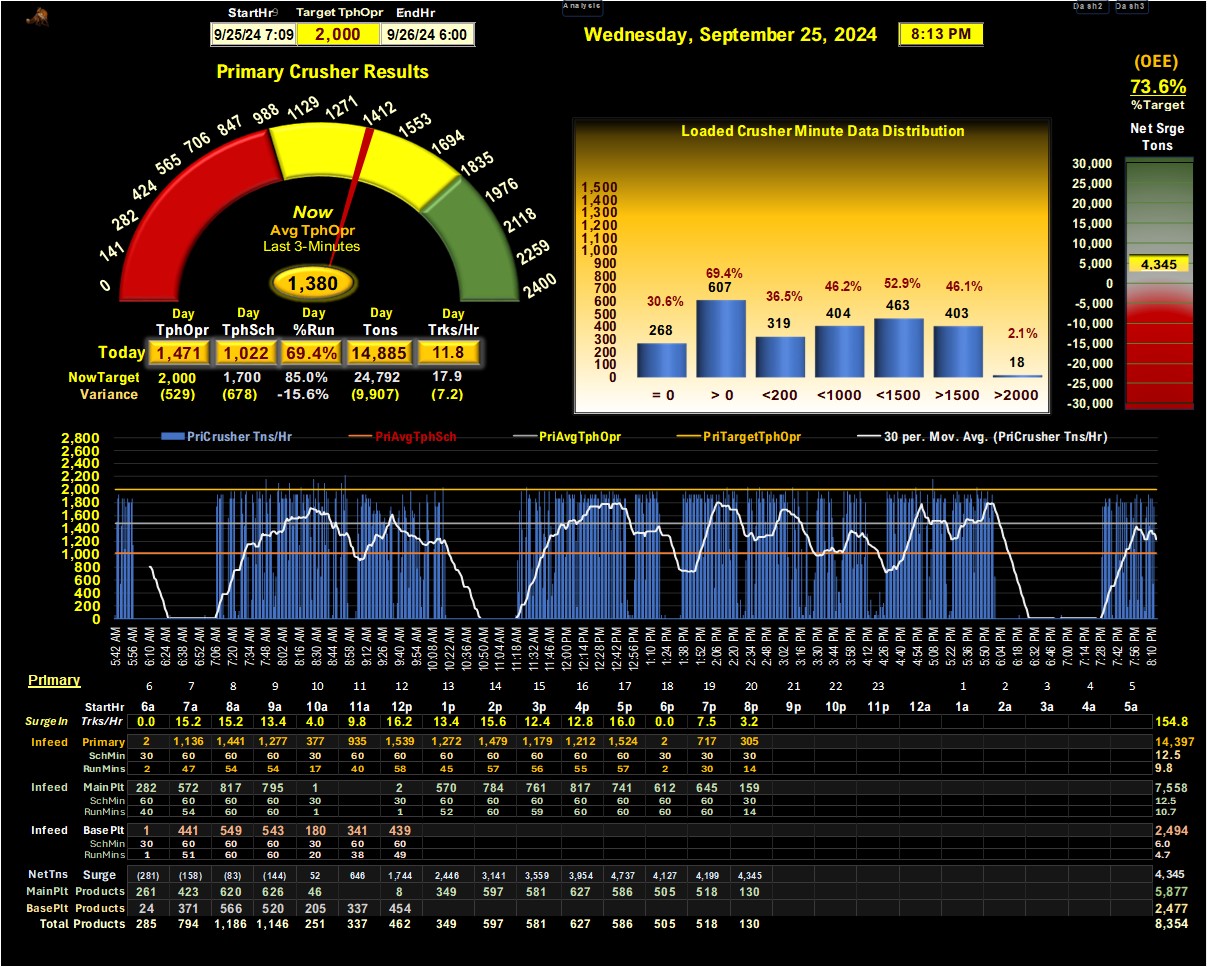 Analysis
Dash2 Dash3
StartHr Target TphOpr EndHr
9/25/24 7:09 2,000 9/26/24 6:00
Wednesday, September 25, 2024 8:13 PM
Primary Crusher Results
(OEE)
73.6%
%Target
Net Srge
Tons
0 141 282 424 565 706 847 988 1129 1271 1412 1553 1694 1835 1976 2118 2259 2400
Now
Avg TphOpr
Last 3-Minutes
1,380
Day Day Day Day Day
TphOpr TphSch %Run Tons Trks/Hr
Today 1,471 1,022 69.4% 14,885 11.8
NowTarget 2,000 1,700 85.0% 24,792 17.9
Variance (529) (678) -15.6% (9,907) (7.2)
Loaded Crusher Minute Data Distribution
1,500
1,400
1,300
1,200
1,100
1,000
900
800
700
600
500
400
300
200
100
0
30.6% 69.4% 36.5% 46.2% 52.9% 46.1% 2.1%
268 607 319 404 463 403 18
= 0 > 0 <200 <1000 <1500 >1500 >2000
30,000
25,000
20,000
15,000
10,000
5,000
0
-5,000
-10,000
-15,000
-20,000
-25,000
-30,000
4,345
PriCrusher Tns/Hr PriAvgTphSch PriAvgTphOpr PriTargetTphOpr 30 per. Mov. Avg. (PriCrusher Tns/Hr)
2,800
2,600
2,400
2,200
2,000
1,800
1,600
1,400
1,200
1,000
800
600
400
200
0
5:42 AM 5:56 AM 6:10 AM 6:24 AM 6:38 AM 6:52 AM 7:06 AM 7:20 AM 7:34 AM 7:48 AM 8:02 AM 8:16 AM 8:30 AM 8:44 AM 8:58 AM 9:12 AM 9:26 AM 9:40 AM 9:54 AM 10:08 AM 10:22 AM 10:36 AM 10:50 AM 11:04 AM 11:18 AM 11:32 AM 11:46 AM 12:00 PM 12:14 PM 12:28 PM 12:42 PM 12:56 PM 1:10 PM 1:24 PM 1:38 PM 1:52 PM 2:06 PM 2:20 PM 2:34 PM 2:48 PM 3:02 PM 3:16 PM 3:30 PM 3:44 PM 3:58 PM 4:12 PM 4:26 PM 4:40 PM 4:54 PM 5:08 PM 5:22 PM 5:36 PM 5:50 PM 6:04 PM 6:18 PM 6:32 PM 6:46 PM 7:00 PM 7:14 PM 7:28 PM 7:42 PM 7:56 PM 8:10 PM
Primary 6 7 8 9 10 11 12 13 14 15 16 17 18 19 20 21 22 23 1 2 3 4 5
StartHr 6a 7a 8a 9a 10a 11a 12p 1p 2p 3p 4p 5p 6p 7p 8p 9p 10p 11p 12a 1a 2a 3a 4a 5a
SurgeIn Trks/Hr 0.0 15.2 15.2 13.4 4.0 9.8 16.2 13.4 15.6 12.4 12.8 16.0 0.0 7.5 3.2 154.8
Infeed Primary 2 1,136 1,441 1,277 377 935 1,539 1,272 1,479 1,179 1,212 1,524 2 717 305 14,397
SchMin 30 60 60 60 30 60 60 60 60 60 60 60 30 30 30 12.5
RunMins 2 47 54 54 17 40 58 45 57 56 55 57 2 30 14 9.8
Infeed MainPlt 282 572 817 795 1 2 570 784 761 817 741 612 645 159 7,558
SchMin 60 60 60 60 30 30 60 60 60 60 60 60 60 30 12.5
RunMins 40 54 60 60 1 1 52 60 59 60 60 60 60 14 10.7
Infeed BasePlt 1 441 549 543 180 341 439 2,494
SchMin 30 60 60 60 30 60 60 6.0
RunMins 1 51 60 60 20 38 49 4.7
NetTns Surge (281) (158) (83) (144) 52 646 1,744 2,446 3,141 3,559 3,954 4,737 4,127 4,199 4,345 4,345
MainPlt Products 261 423 620 626 46 8 349 597 581 627 586 505 518 130 5,877
BasePlt Products 24 371 566 520 205 337 454 2,477
Total Products 285 794 1,186 1,146 251 337 462 349 597 581 627 586 505 518 130 8,354